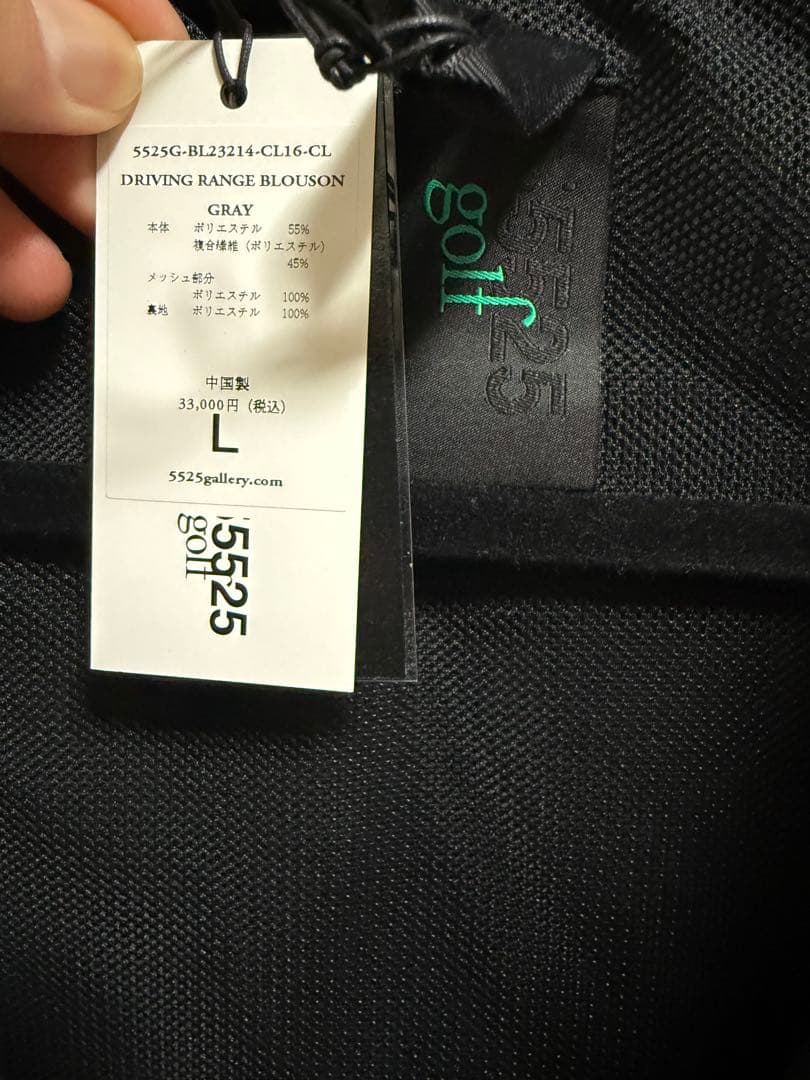 5525G-BL23214-CL16-CL
DRIVING RANGE BLOUSON
GRAY
本体 ポリエステル 55%
複合繊維（ポリエステル）
45%
メッシュ部分
ポリエステル 100%
裏地 ポリエステル 100%
中国製
33,000円（税込）
L
5525gallery.com
5525
golf
5525
golf